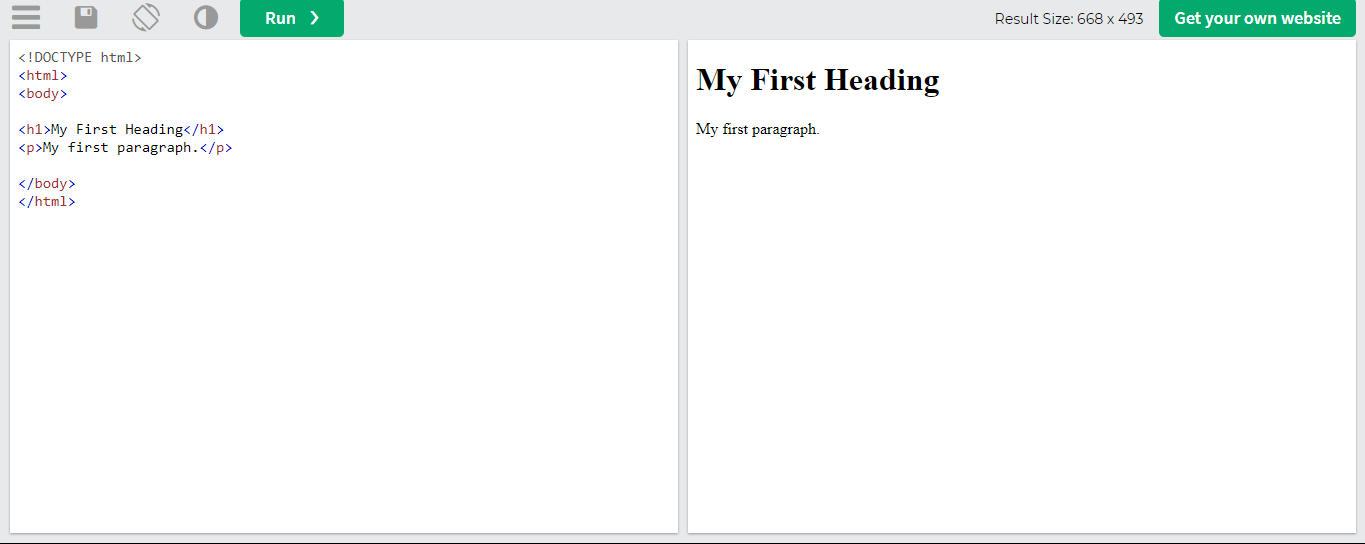 Run ❯
Result Size: 668 x 493
Get your own website
<!DOCTYPE html>
<html>
<body>
<h1>My First Heading</h1>
<p>My first paragraph.</p>
</body>
</html>
My First Heading
My first paragraph.